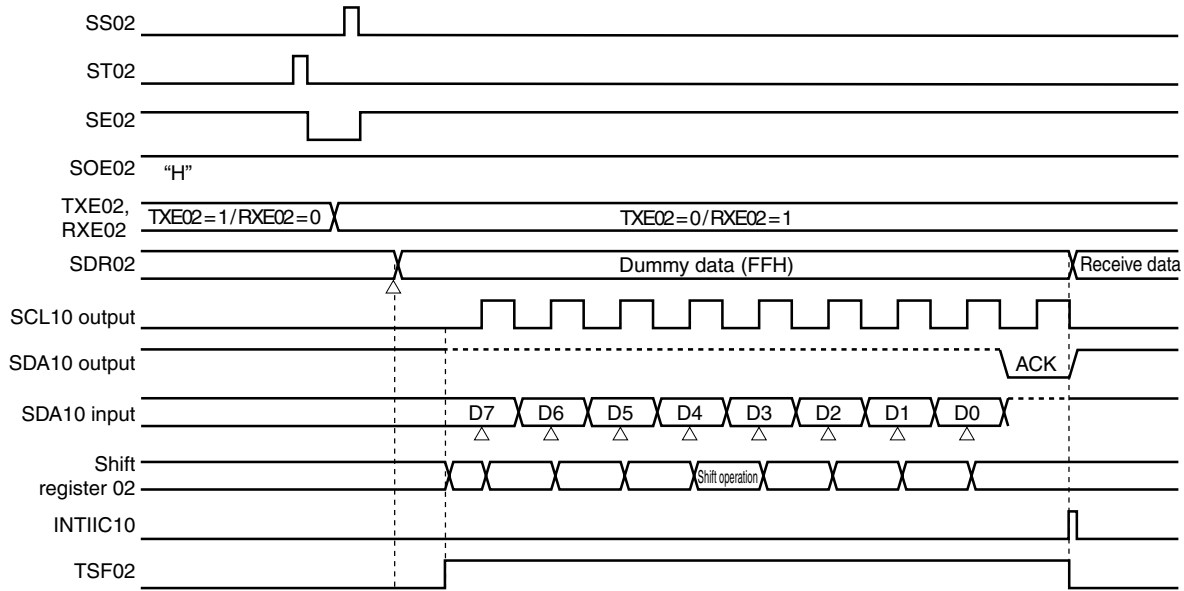 SS02
ST02
SE02
SOE02 “H”
TXE02,
RXE02 TXE02=1/RXE02=0 TXE02=0/RXE02=1
SDR02 Dummy data (FFH) Receive data
SCL10 output
SDA10 output ACK
SDA10 input D7 D6 D5 D4 D3 D2 D1 D0
Shift
register 02 Shift operation
INTIIC10
TSF02